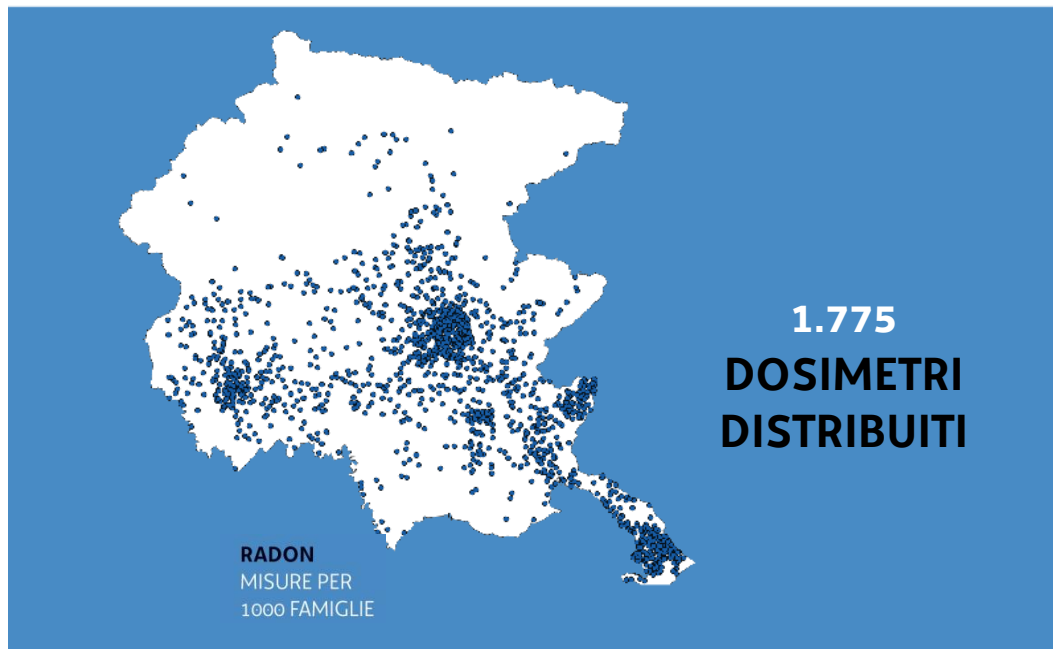 1.775
DOSIMETRI
DISTRIBUITI
RADON
MISURE PER
1000 FAMIGLIE